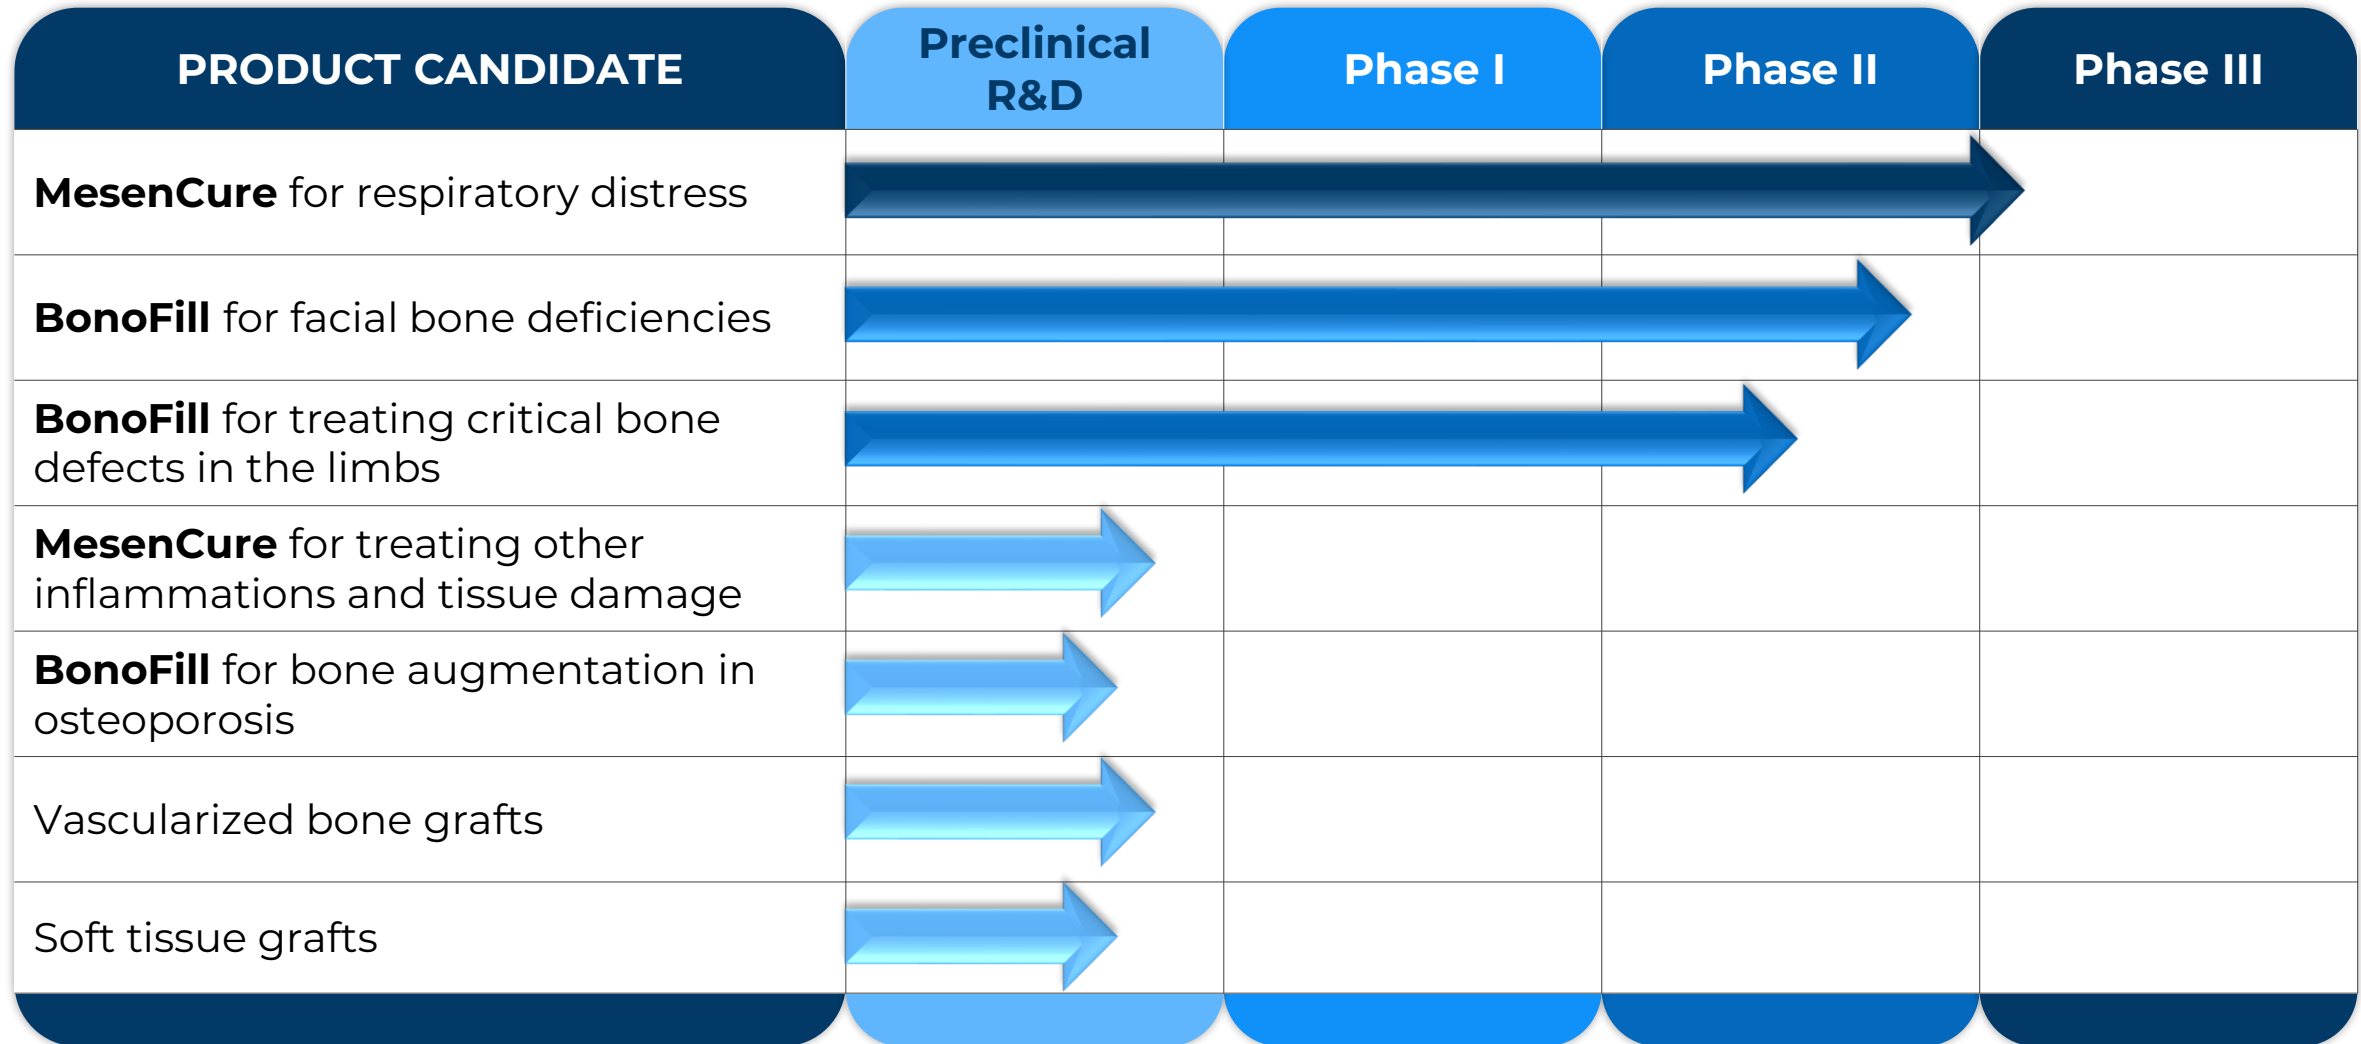 PRODUCT CANDIDATE
Preclinical
R&D
Phase I
Phase II
Phase III
MesenCure for respiratory distress
BonoFill for facial bone deficiencies
BonoFill for treating critical bone
defects in the limbs
MesenCure for treating other
inflammations and tissue damage
BonoFill for bone augmentation in
osteoporosis
Vascularized bone grafts
Soft tissue grafts